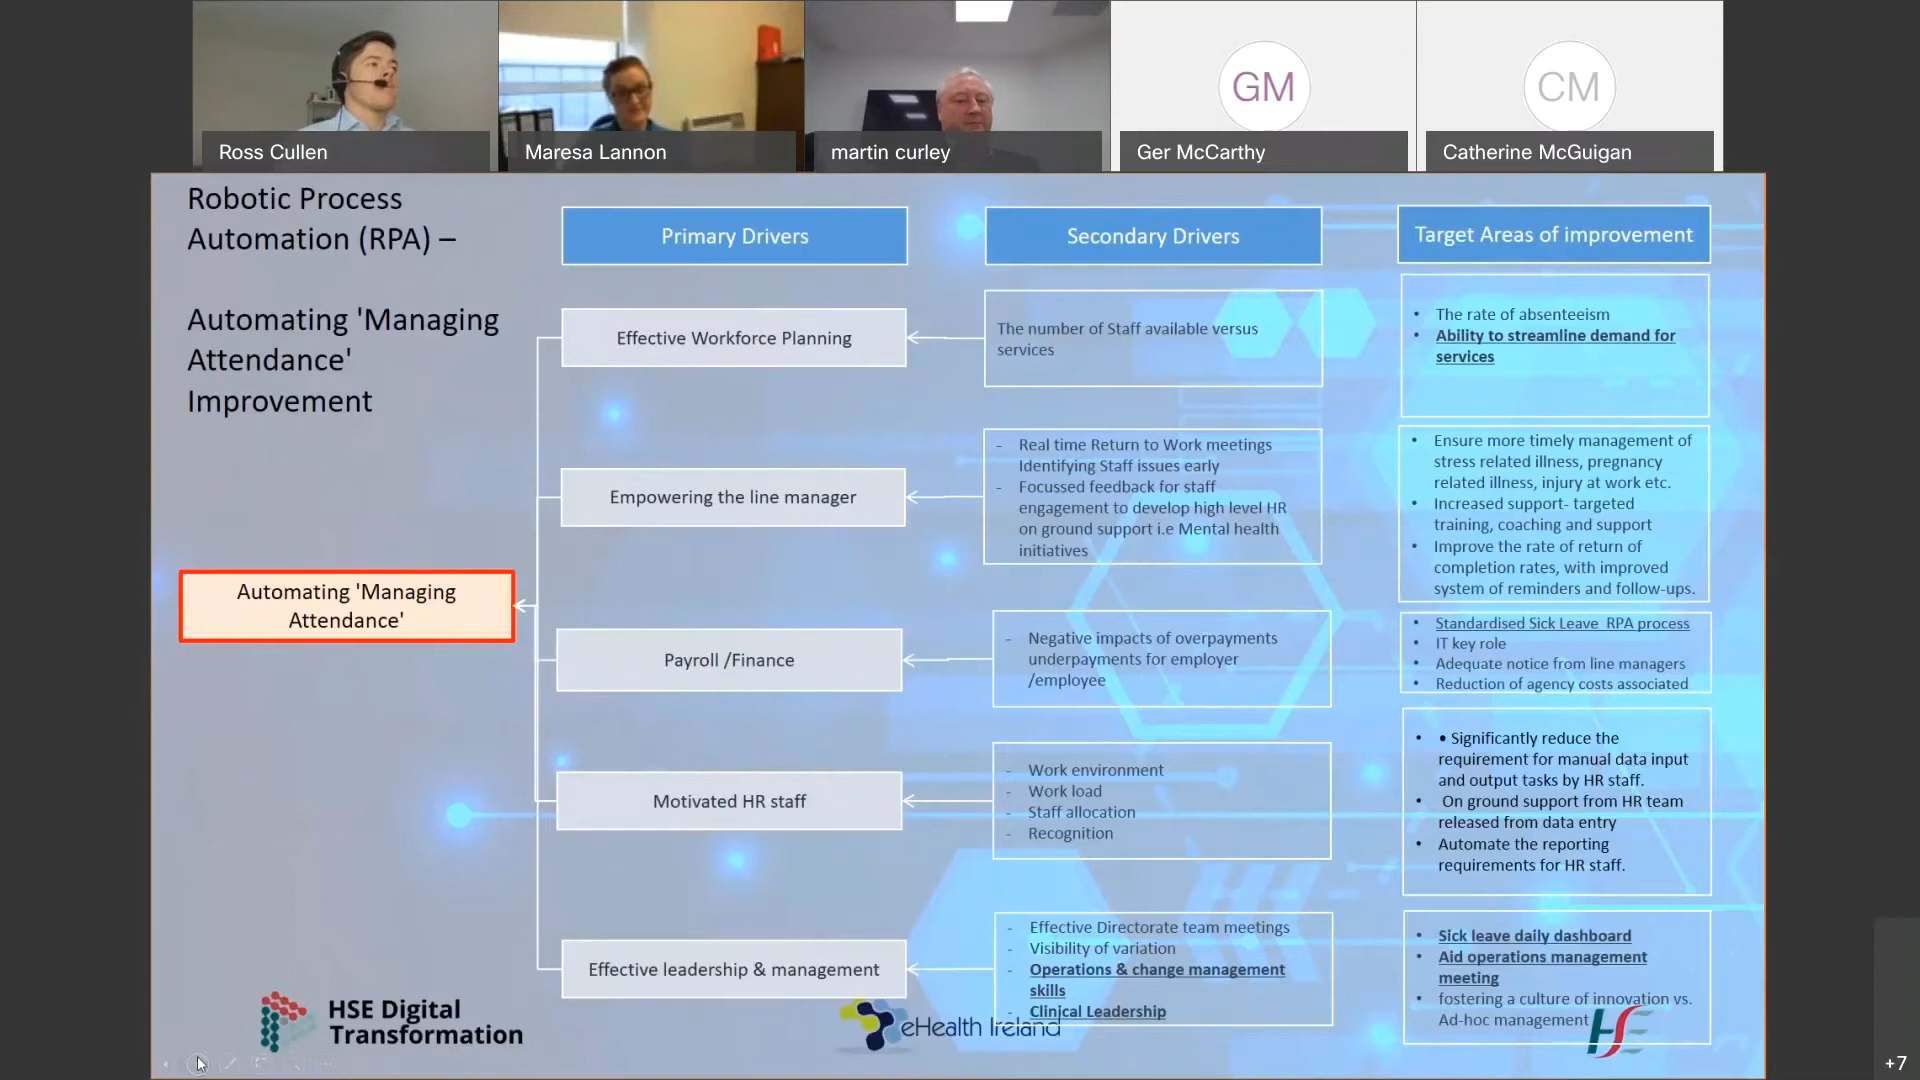 Ross Cullen
Maresa Lannon
martin curley
GM
Ger McCarthy
CM
Catherine McGuigan
Robotic Process
Automation (RPA) –
Automating 'Managing
Attendance'
Improvement
Primary Drivers
Secondary Drivers
Target Areas of improvement
Effective Workforce Planning
The number of Staff available versus
services
• The rate of absenteeism
• Ability to streamline demand for
services
Empowering the line manager
- Real time Return to Work meetings
Identifying Staff issues early
- Focussed feedback for staff
engagement to develop high level HR
on ground support i.e Mental health
initiatives
• Ensure more timely management of
stress related illness, pregnancy
related illness, injury at work etc.
• Increased support- targeted
training, coaching and support
• Improve the rate of return of
completion rates, with improved
system of reminders and follow-ups.
Automating 'Managing
Attendance'
Payroll /Finance
- Negative impacts of overpayments
underpayments for employer
/employee
• Standardised Sick Leave RPA process
• IT key role
• Adequate notice from line managers
• Reduction of agency costs associated
Motivated HR staff
- Work environment
- Work load
- Staff allocation
- Recognition
• • Significantly reduce the
requirement for manual data input
and output tasks by HR staff.
• On ground support from HR team
released from data entry
• Automate the reporting
requirements for HR staff.
Effective leadership & management
- Effective Directorate team meetings
- Visibility of variation
- Operations & change management
skills
- Clinical Leadership
• Sick leave daily dashboard
• Aid operations management
meeting
• fostering a culture of innovation vs.
Ad-hoc management
HSE Digital
Transformation
eHealth Ireland
HSE
+7